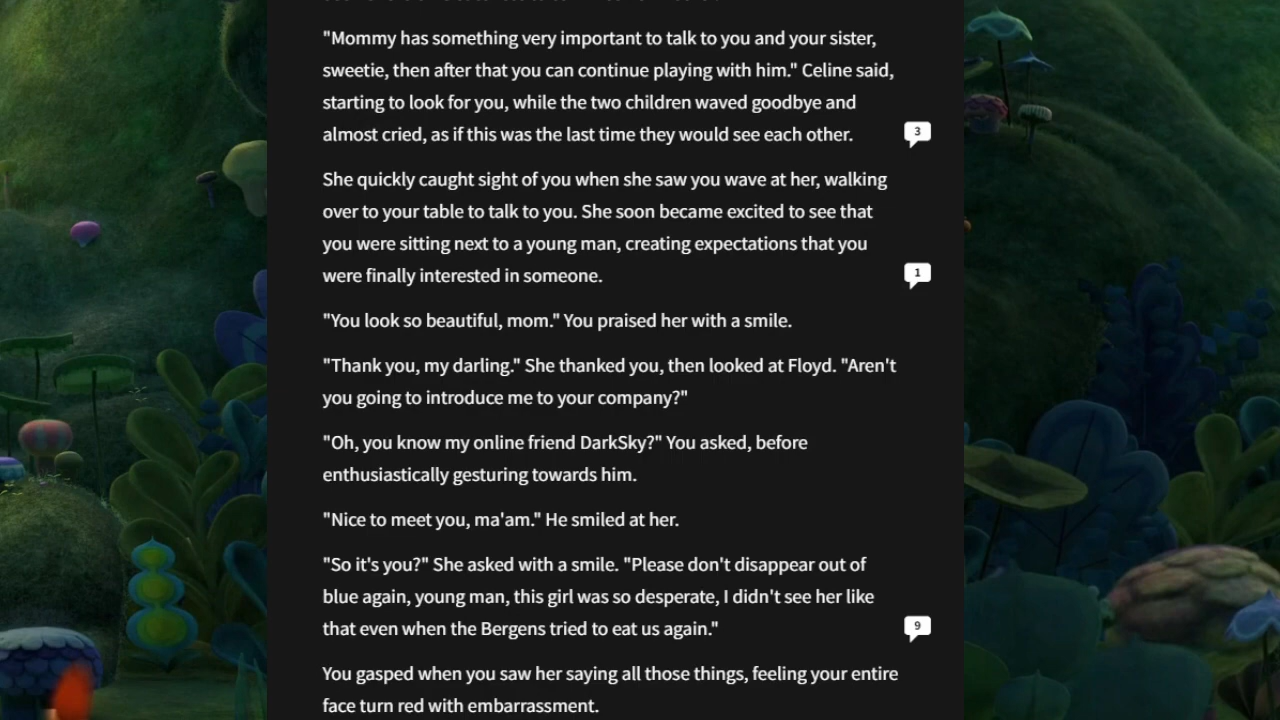 "Mommy has something very important to talk to you and your sister,
sweetie, then after that you can continue playing with him." Celine said,
starting to look for you, while the two children waved goodbye and
almost cried, as if this was the last time they would see each other.
3
She quickly caught sight of you when she saw you wave at her, walking
over to your table to talk to you. She soon became excited to see that
you were sitting next to a young man, creating expectations that you
were finally interested in someone.
1
"You look so beautiful, mom." You praised her with a smile.
"Thank you, my darling." She thanked you, then looked at Floyd. "Aren't
you going to introduce me to your company?"
"Oh, you know my online friend DarkSky?" You asked, before
enthusiastically gesturing towards him.
"Nice to meet you, ma'am." He smiled at her.
"So it's you?" She asked with a smile. "Please don't disappear out of
blue again, young man, this girl was so desperate, I didn't see her like
that even when the Bergens tried to eat us again."
9
You gasped when you saw her saying all those things, feeling your entire
face turn red with embarrassment.